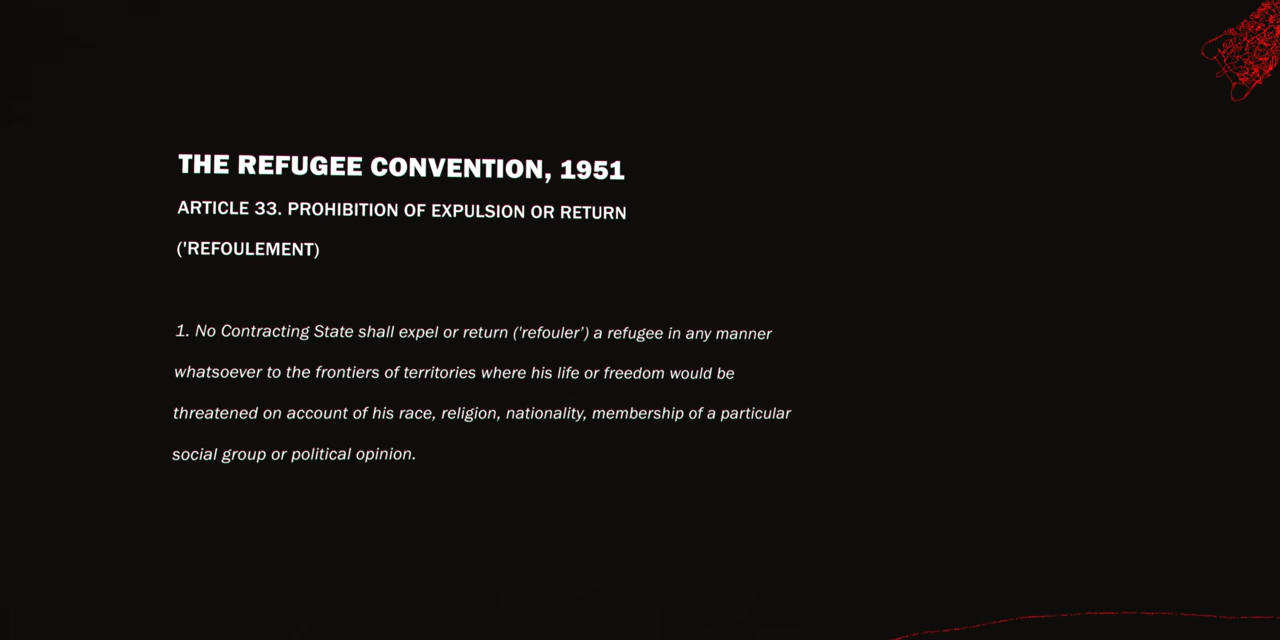 THE REFUGEE CONVENTION, 1951
ARTICLE 33. PROHIBITION OF EXPULSION OR RETURN
('REFOULEMENT)
1. No Contracting State shall expel or return ('refouler’) a refugee in any manner
whatsoever to the frontiers of territories where his life or freedom would be
threatened on account of his race, religion, nationality, membership of a particular
social group or political opinion.